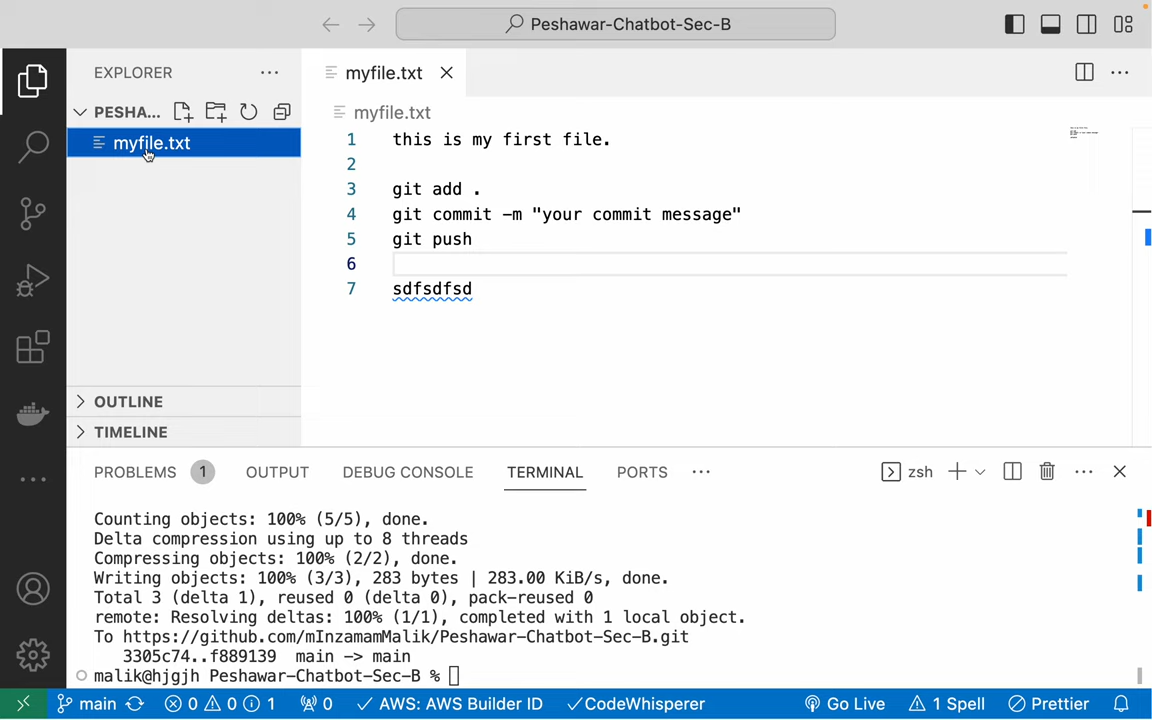 Peshawar-Chatbot-Sec-B
EXPLORER
myfile.txt
PESHA...
myfile.txt
myfile.txt
1 this is my first file.
2
3 git add .
4 git commit -m "your commit message"
5 git push
6
7 sdfsdfsd
OUTLINE
TIMELINE
PROBLEMS 1 OUTPUT DEBUG CONSOLE TERMINAL PORTS ... zsh
Counting objects: 100% (5/5), done.
Delta compression using up to 8 threads
Compressing objects: 100% (2/2), done.
Writing objects: 100% (3/3), 283 bytes | 283.00 KiB/s, done.
Total 3 (delta 1), reused 0 (delta 0), pack-reused 0
remote: Resolving deltas: 100% (1/1), completed with 1 local object.
To https://github.com/mInzamamMalik/Peshawar-Chatbot-Sec-B.git
3305c74..f889139 main -> main
malik@hjgjh Peshawar-Chatbot-Sec-B %
main 0 0 1 0 AWS: AWS Builder ID CodeWhisperer Go Live 1 Spell Prettier